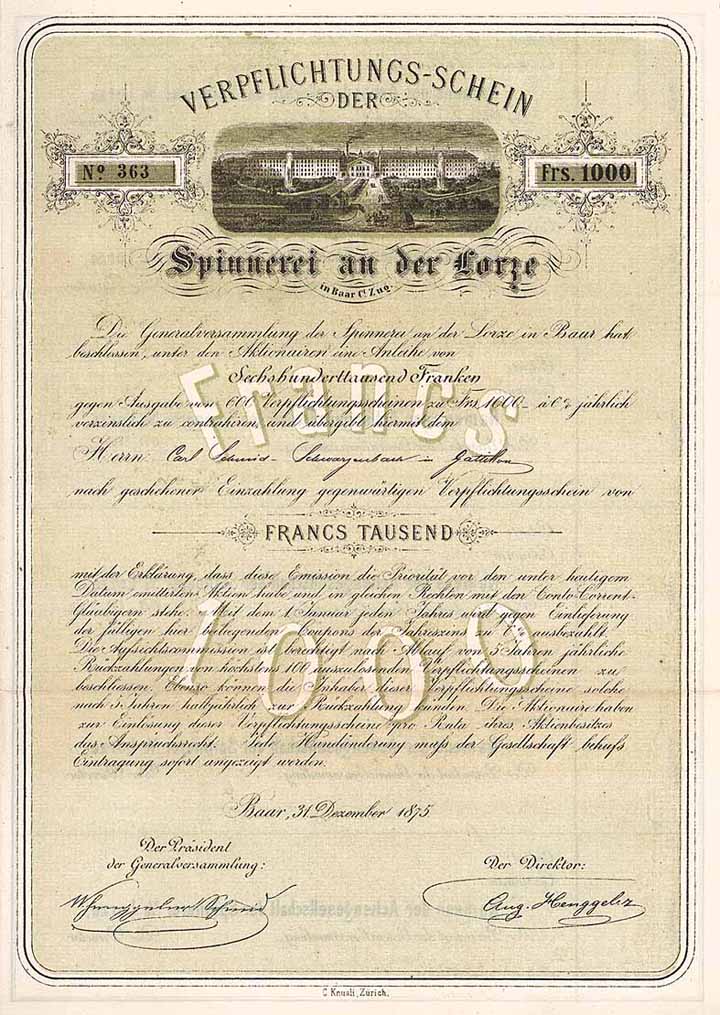 VERPFLICHTUNGS-SCHEIN
DER
No 363
Frs. 1000
Spinnerei an der Lorze
in Baar Ct. Zug.
Die Generalversammlung der Spinnerei an der Lorze in Baar hat
beschlossen, unter den Aktionairen eine Anleihe von
Sechshunderttausend Franken
gegen Ausgabe von 600 Verpflichtungsscheinen zu Frs. 1000.- à 6% jährlich
verzinslich zu contrahiren, und übergibt hiermit dem
Herrn Carl Schmid-Schwarzenbach in Gattikon
nach geschehener Einzahlung gegenwärtigen Verpflichtungsschein von
FRANCS TAUSEND
mit der Erklärung, dass diese Emission die Priorität vor den unter heutigem
Datum emittirten Aktien habe und in gleichen Rechten mit den Conto-Corrent-
Gläubigern stehe. Mit dem 1. Januar jeden Jahres wird gegen Einlieferung
der fälligen hier beiliegenden Coupons der Jahreszins zu ausbezahlt.
Die Aufsichtscommission ist berechtigt nach Ablauf von 5 Jahren jährliche
Rückzahlungen von höchstens 100 auszulosenden Verpflichtungsscheinen zu
beschliessen. Ebenso können die Inhaber dieser Verpflichtungsscheine solche
nach 5 Jahren halbjährlich zur Rückzahlung künden. Die Aktionaire haben
zur Einlösung dieser Verpflichtungsscheine pro Rata ihres Aktienbesitzes
das Anspruchsrecht. Jede Handänderung muss der Gesellschaft behufs
Eintragung sofort angezeigt werden.
Francs
1000
Baar, 31. Dezember 1875
Der Präsident
der Generalversammlung:
Der Direktor:
Schmid
Aug. Henggeler
C. Knüsli, Zürich.